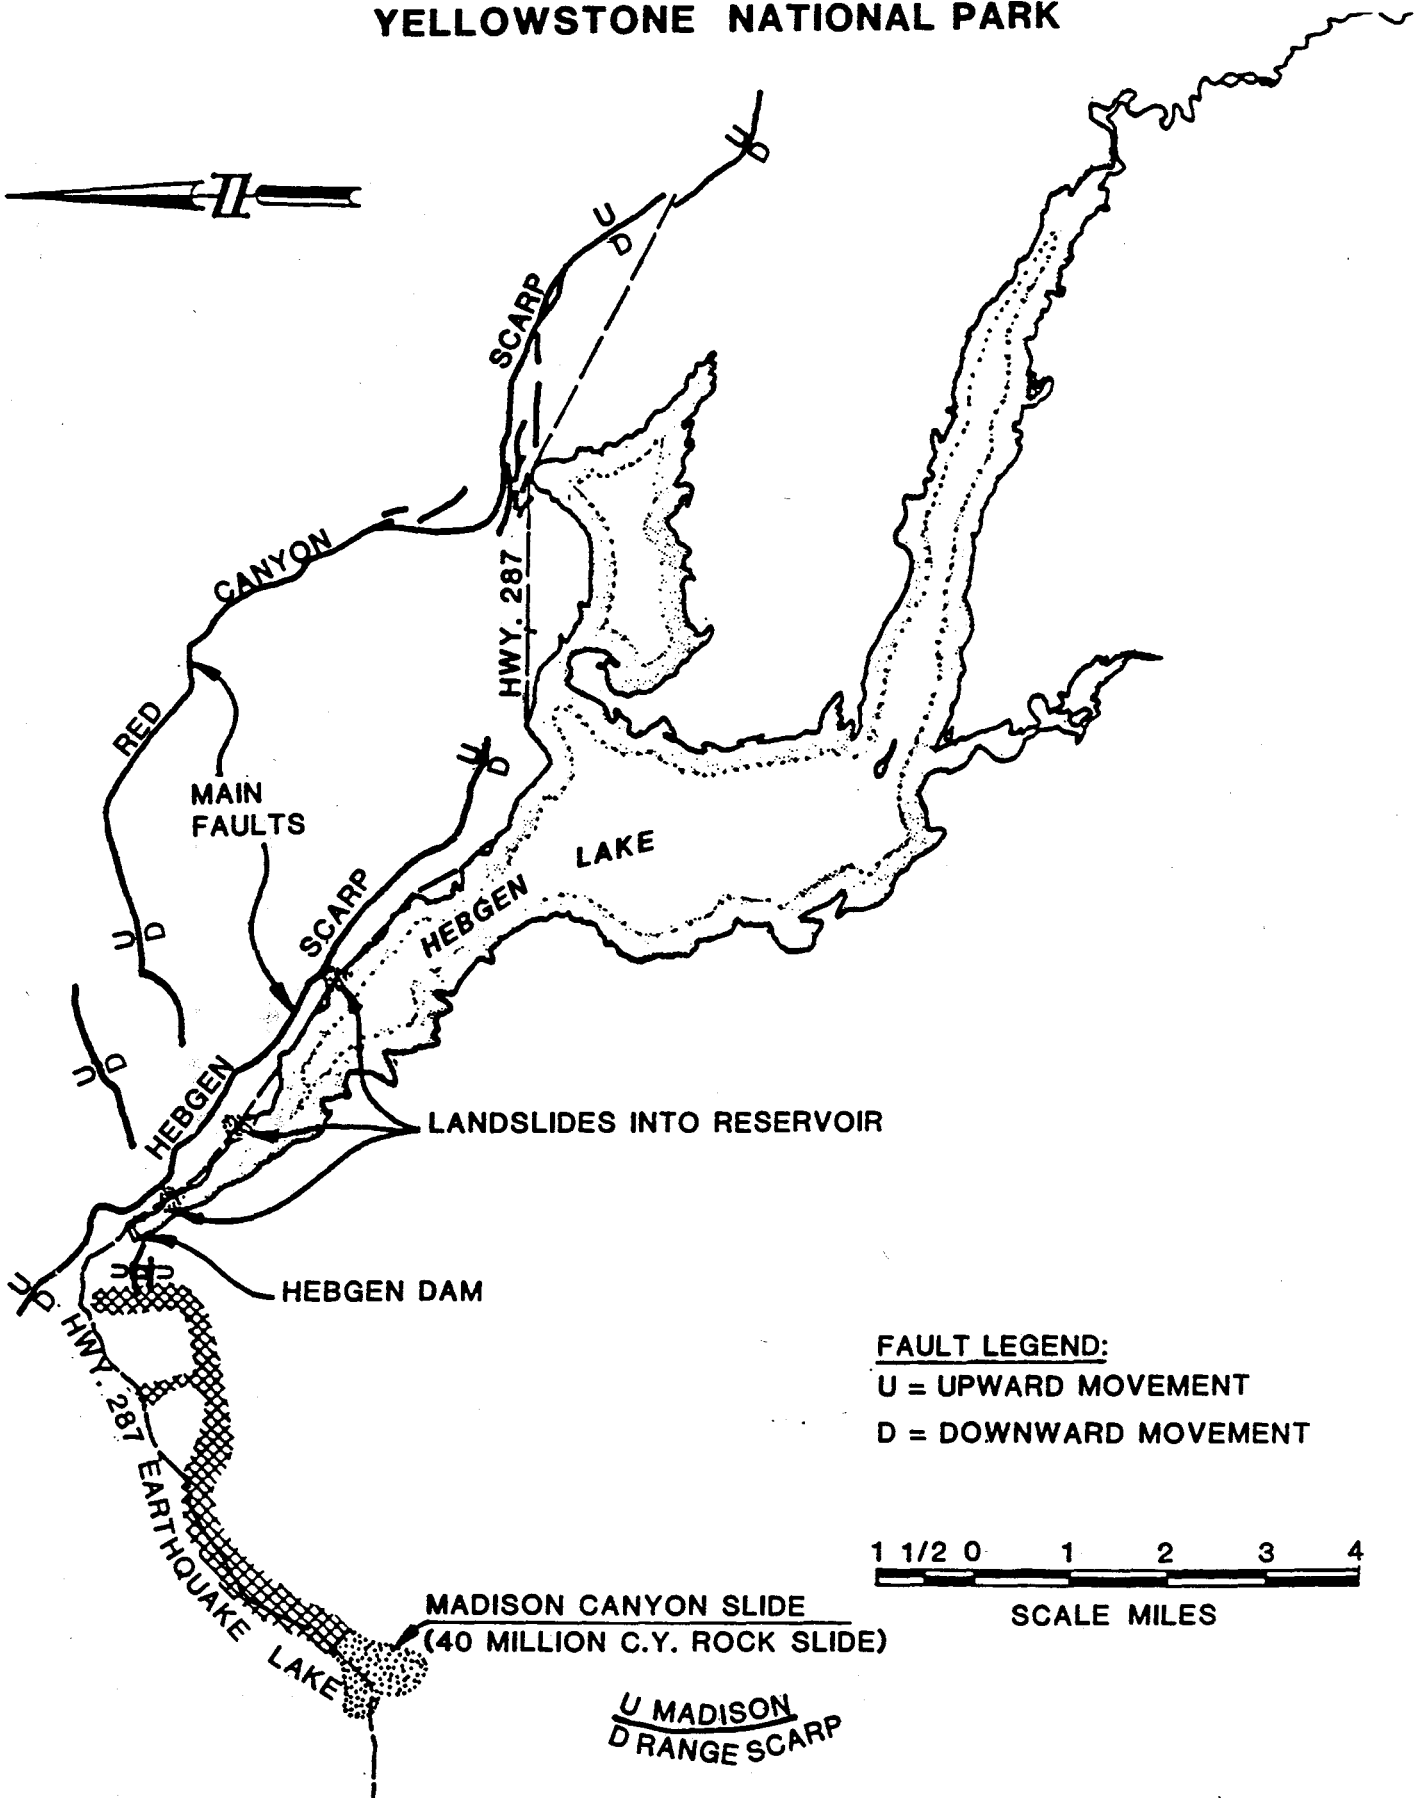 YELLOWSTONE NATIONAL PARK
N
U
D
U
D
SCARP
CANYON
HWY. 287
RED
U
D
MAIN
FAULTS
LAKE
HEBGEN
SCARP
U
D
U
D
HEBGEN
LANDSLIDES INTO RESERVOIR
U
D
U
D
U
HEBGEN DAM
HWY. 287
FAULT LEGEND:
U = UPWARD MOVEMENT
D = DOWNWARD MOVEMENT
EARTHQUAKE LAKE
1 1/2 0 1 2 3 4
SCALE MILES
MADISON CANYON SLIDE
(40 MILLION C.Y. ROCK SLIDE)
U MADISON
D RANGE SCARP